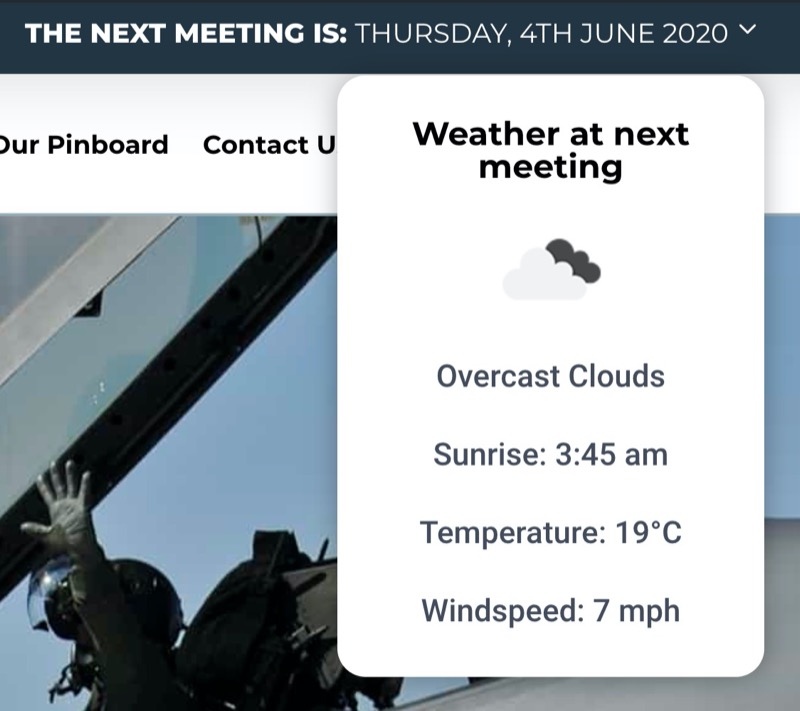 THE NEXT MEETING IS: THURSDAY, 4TH JUNE 2020
Our Pinboard Contact U
Weather at next
meeting
Overcast Clouds
Sunrise: 3:45 am
Temperature: 19°C
Windspeed: 7 mph